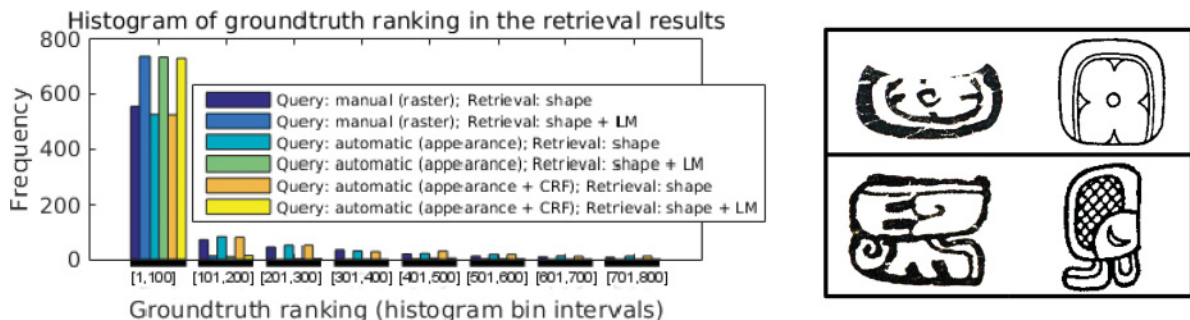 Histogram of groundtruth ranking in the retrieval results
800
600
400
200
0
Frequency
Query: manual (raster); Retrieval: shape
Query: manual (raster); Retrieval: shape + LM
Query: automatic (appearance); Retrieval: shape
Query: automatic (appearance); Retrieval: shape + LM
Query: automatic (appearance + CRF); Retrieval: shape
Query: automatic (appearance + CRF); Retrieval: shape + LM
[1,100] [101,200] [201,300] [301,400] [401,500] [501,600] [601,700] [701,800]
Groundtruth ranking (histogram bin intervals)